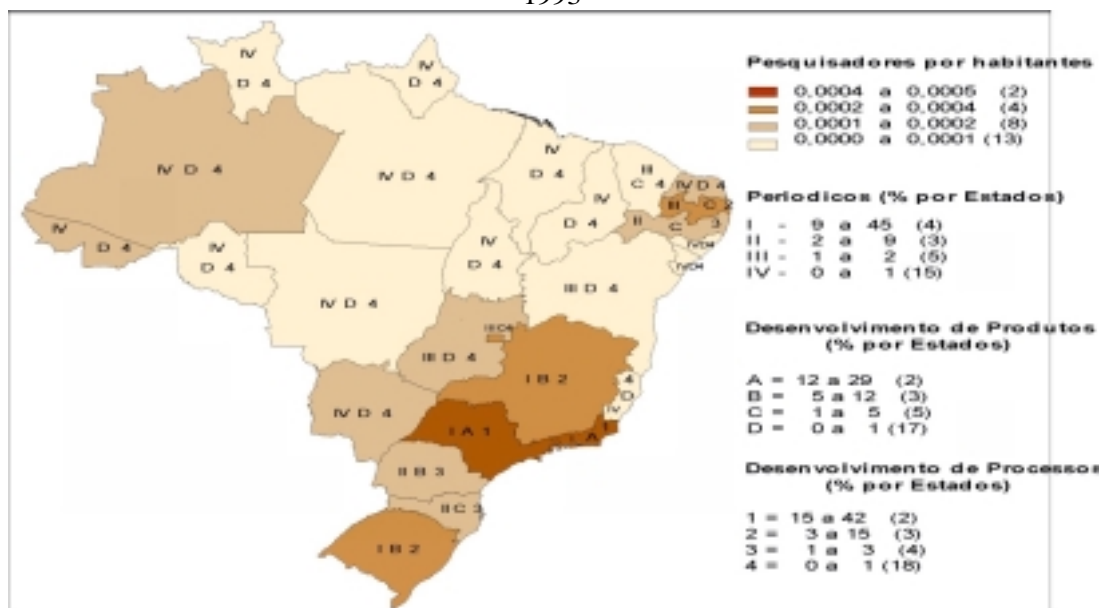 1995
Pesquisadores por habitantes
0,0004 a 0,0005 (2)
0,0002 a 0,0004 (4)
0,0001 a 0,0002 (8)
0,0000 a 0,0001 (13)
Periodicos (% por Estados)
I - 9 a 45 (4)
II - 2 a 9 (3)
III - 1 a 2 (5)
IV - 0 a 1 (15)
Desenvolvimento de Produtos
(% por Estados)
A = 12 a 29 (2)
B = 5 a 12 (3)
C = 1 a 5 (5)
D = 0 a 1 (17)
Desenvolvimento de Processos
(% por Estados)
1 = 15 a 42 (2)
2 = 3 a 15 (3)
3 = 1 a 3 (4)
4 = 0 a 1 (18)
IV
D 4
IV
D 4
IV D 4
IV D 4
IV
D 4
IV
D 4
C 4
IV D 4
C 2
II
C
3
IV
D 4
IV
D 4
IV
D 4
IV D 4
III D 4
III D 4
I B 2
4
D
IV
IV D 4
I A 1
I A 1
II B 3
II C 3
I B 2